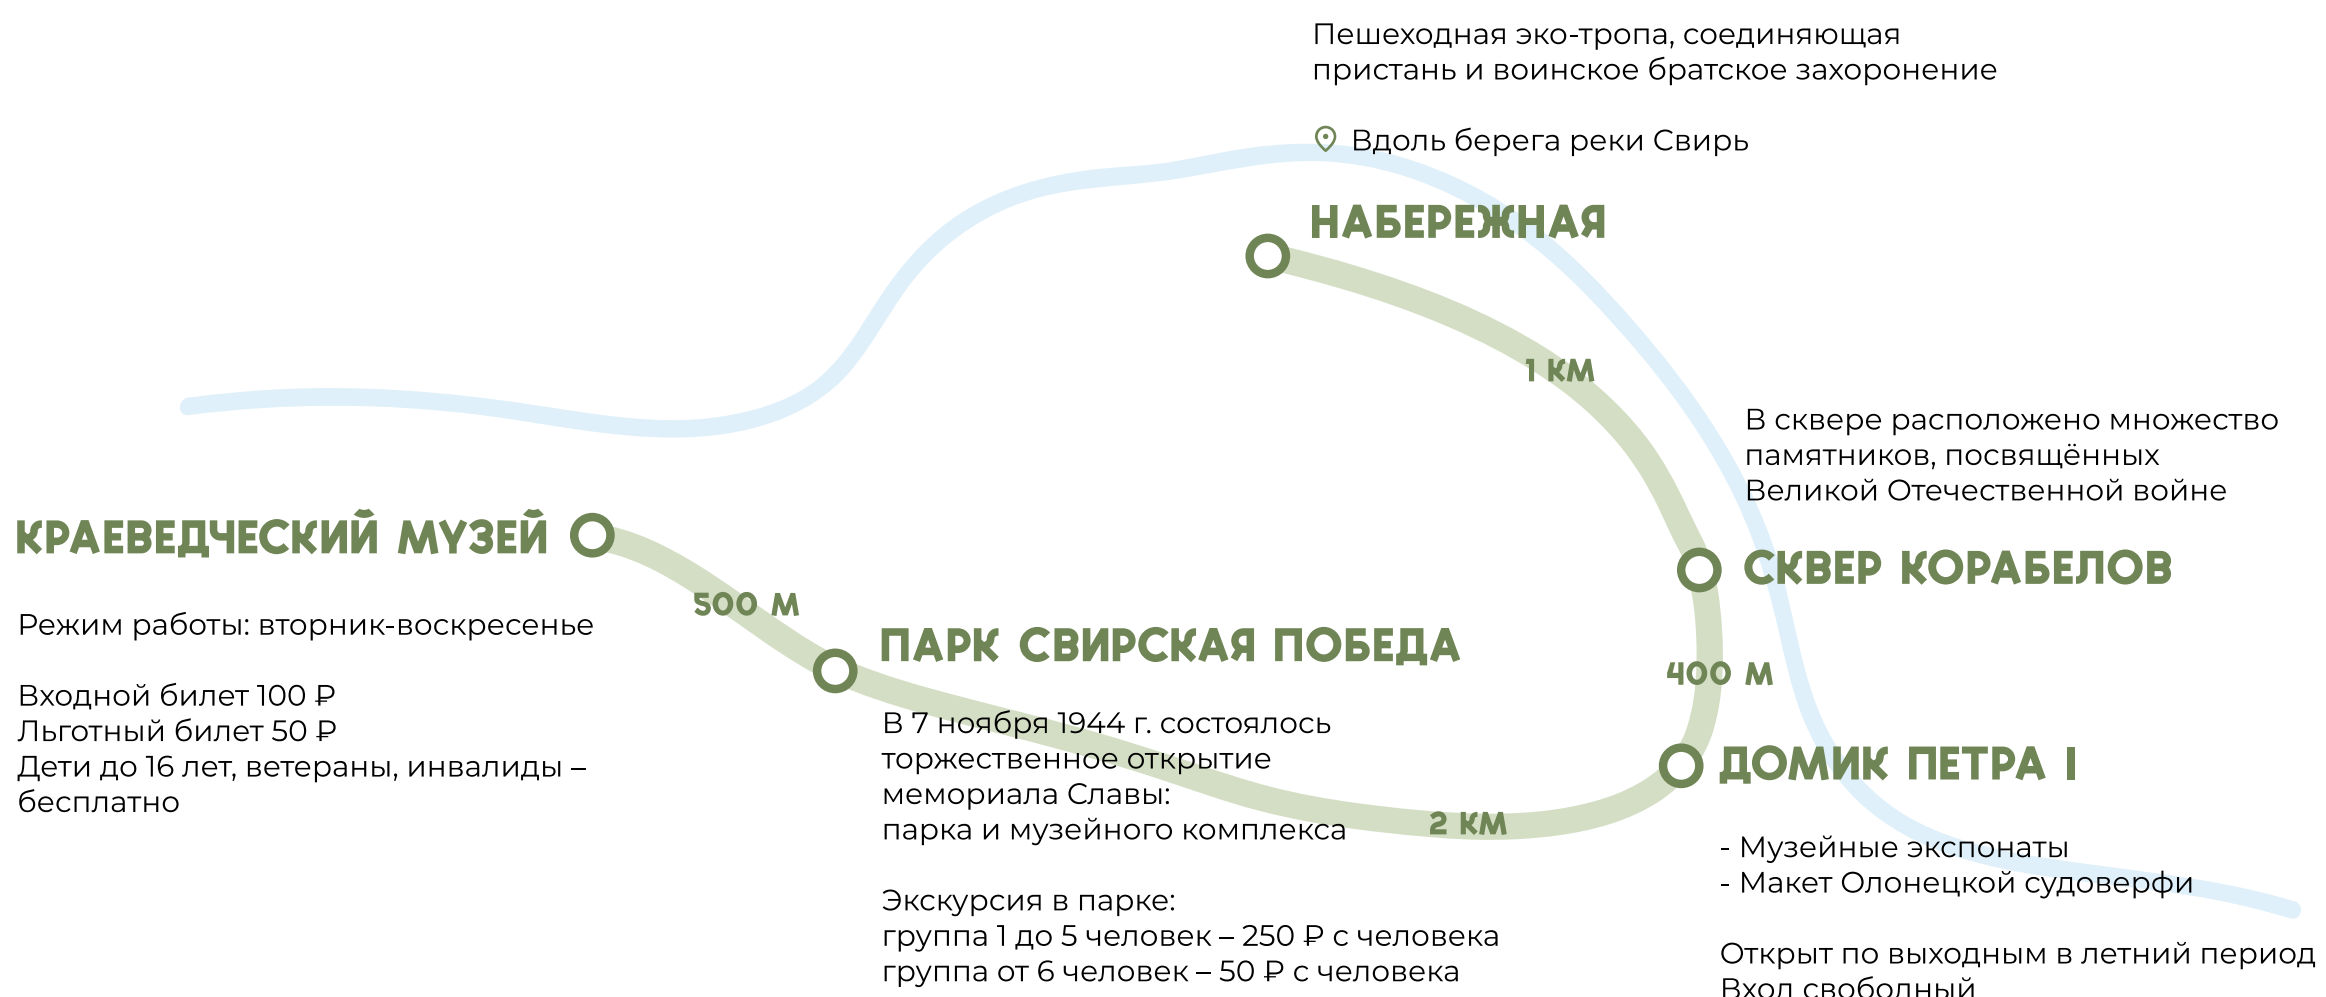 Пешеходная эко-тропа, соединяющая
пристань и воинское братское захоронение
Вдоль берега реки Свирь
НАБЕРЕЖНАЯ
1 КМ
В сквере расположено множество
памятников, посвящённых
Великой Отечественной войне
СКВЕР КОРАБЕЛОВ
400 М
КРАЕВЕДЧЕСКИЙ МУЗЕЙ
Режим работы: вторник-воскресенье
Входной билет 100 ₽
Льготный билет 50 ₽
Дети до 16 лет, ветераны, инвалиды –
бесплатно
500 М
ПАРК СВИРСКАЯ ПОБЕДА
В 7 ноября 1944 г. состоялось
торжественное открытие
мемориала Славы:
парка и музейного комплекса
Экскурсия в парке:
группа 1 до 5 человек – 250 ₽ с человека
группа от 6 человек – 50 ₽ с человека
2 КМ
ДОМИК ПЕТРА I
- Музейные экспонаты
- Макет Олонецкой судоверфи
Открыт по выходным в летний период
Вход свободный